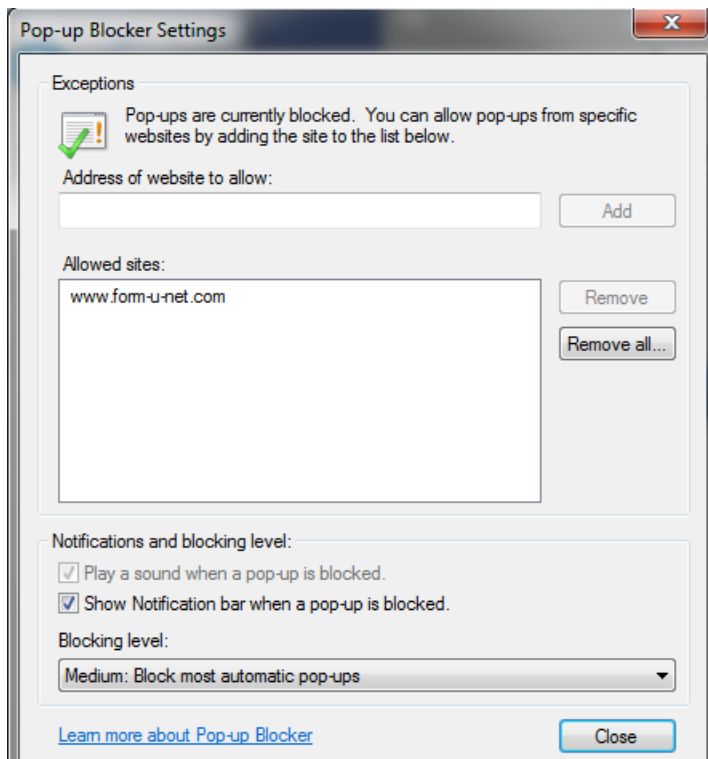 Pop-up Blocker Settings
Exceptions
Pop-ups are currently blocked. You can allow pop-ups from specific
websites by adding the site to the list below.
Address of website to allow:
Add
Allowed sites:
www.form-u-net.com
Remove
Remove all...
Notifications and blocking level:
Play a sound when a pop-up is blocked.
Show Notification bar when a pop-up is blocked.
Blocking level:
Medium: Block most automatic pop-ups
Learn more about Pop-up Blocker
Close